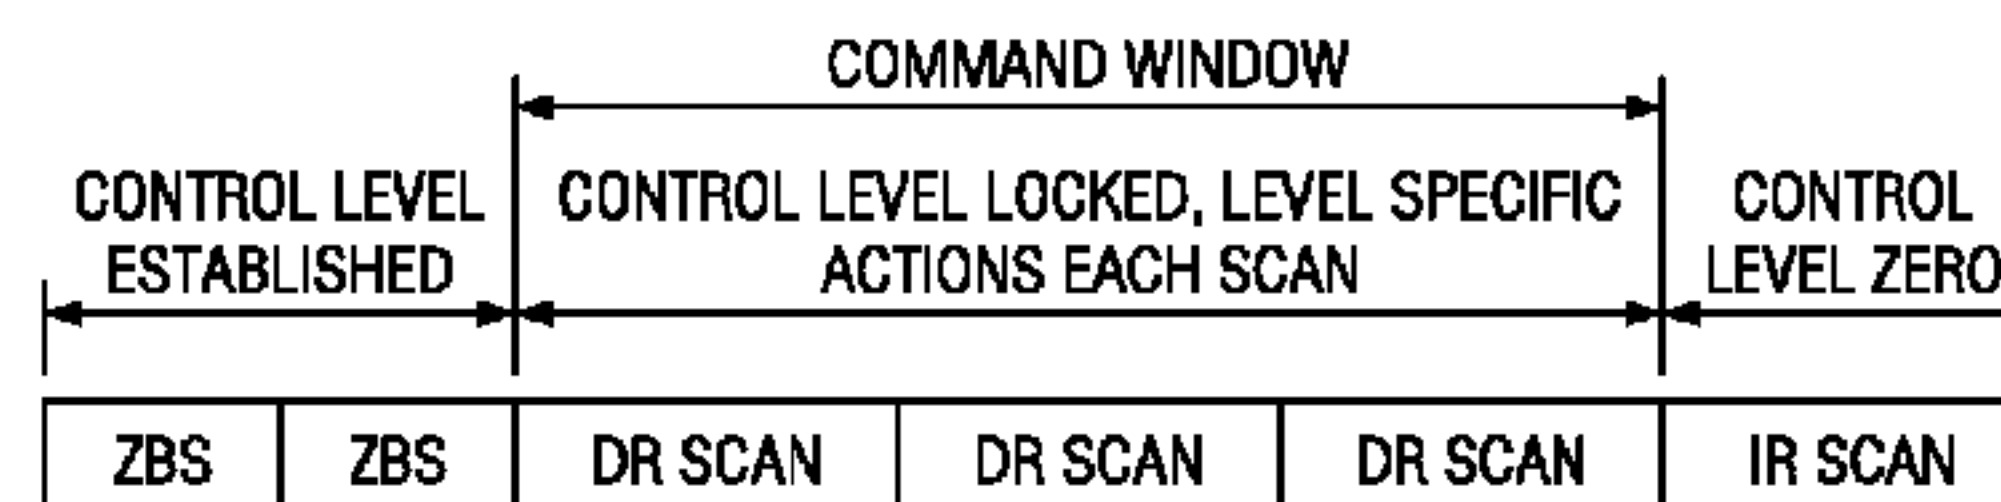 COMMAND WINDOW
CONTROL LEVEL
ESTABLISHED
CONTROL LEVEL LOCKED, LEVEL SPECIFIC
ACTIONS EACH SCAN
CONTROL
LEVEL ZERO
ZBS
ZBS
DR SCAN
DR SCAN
DR SCAN
IR SCAN